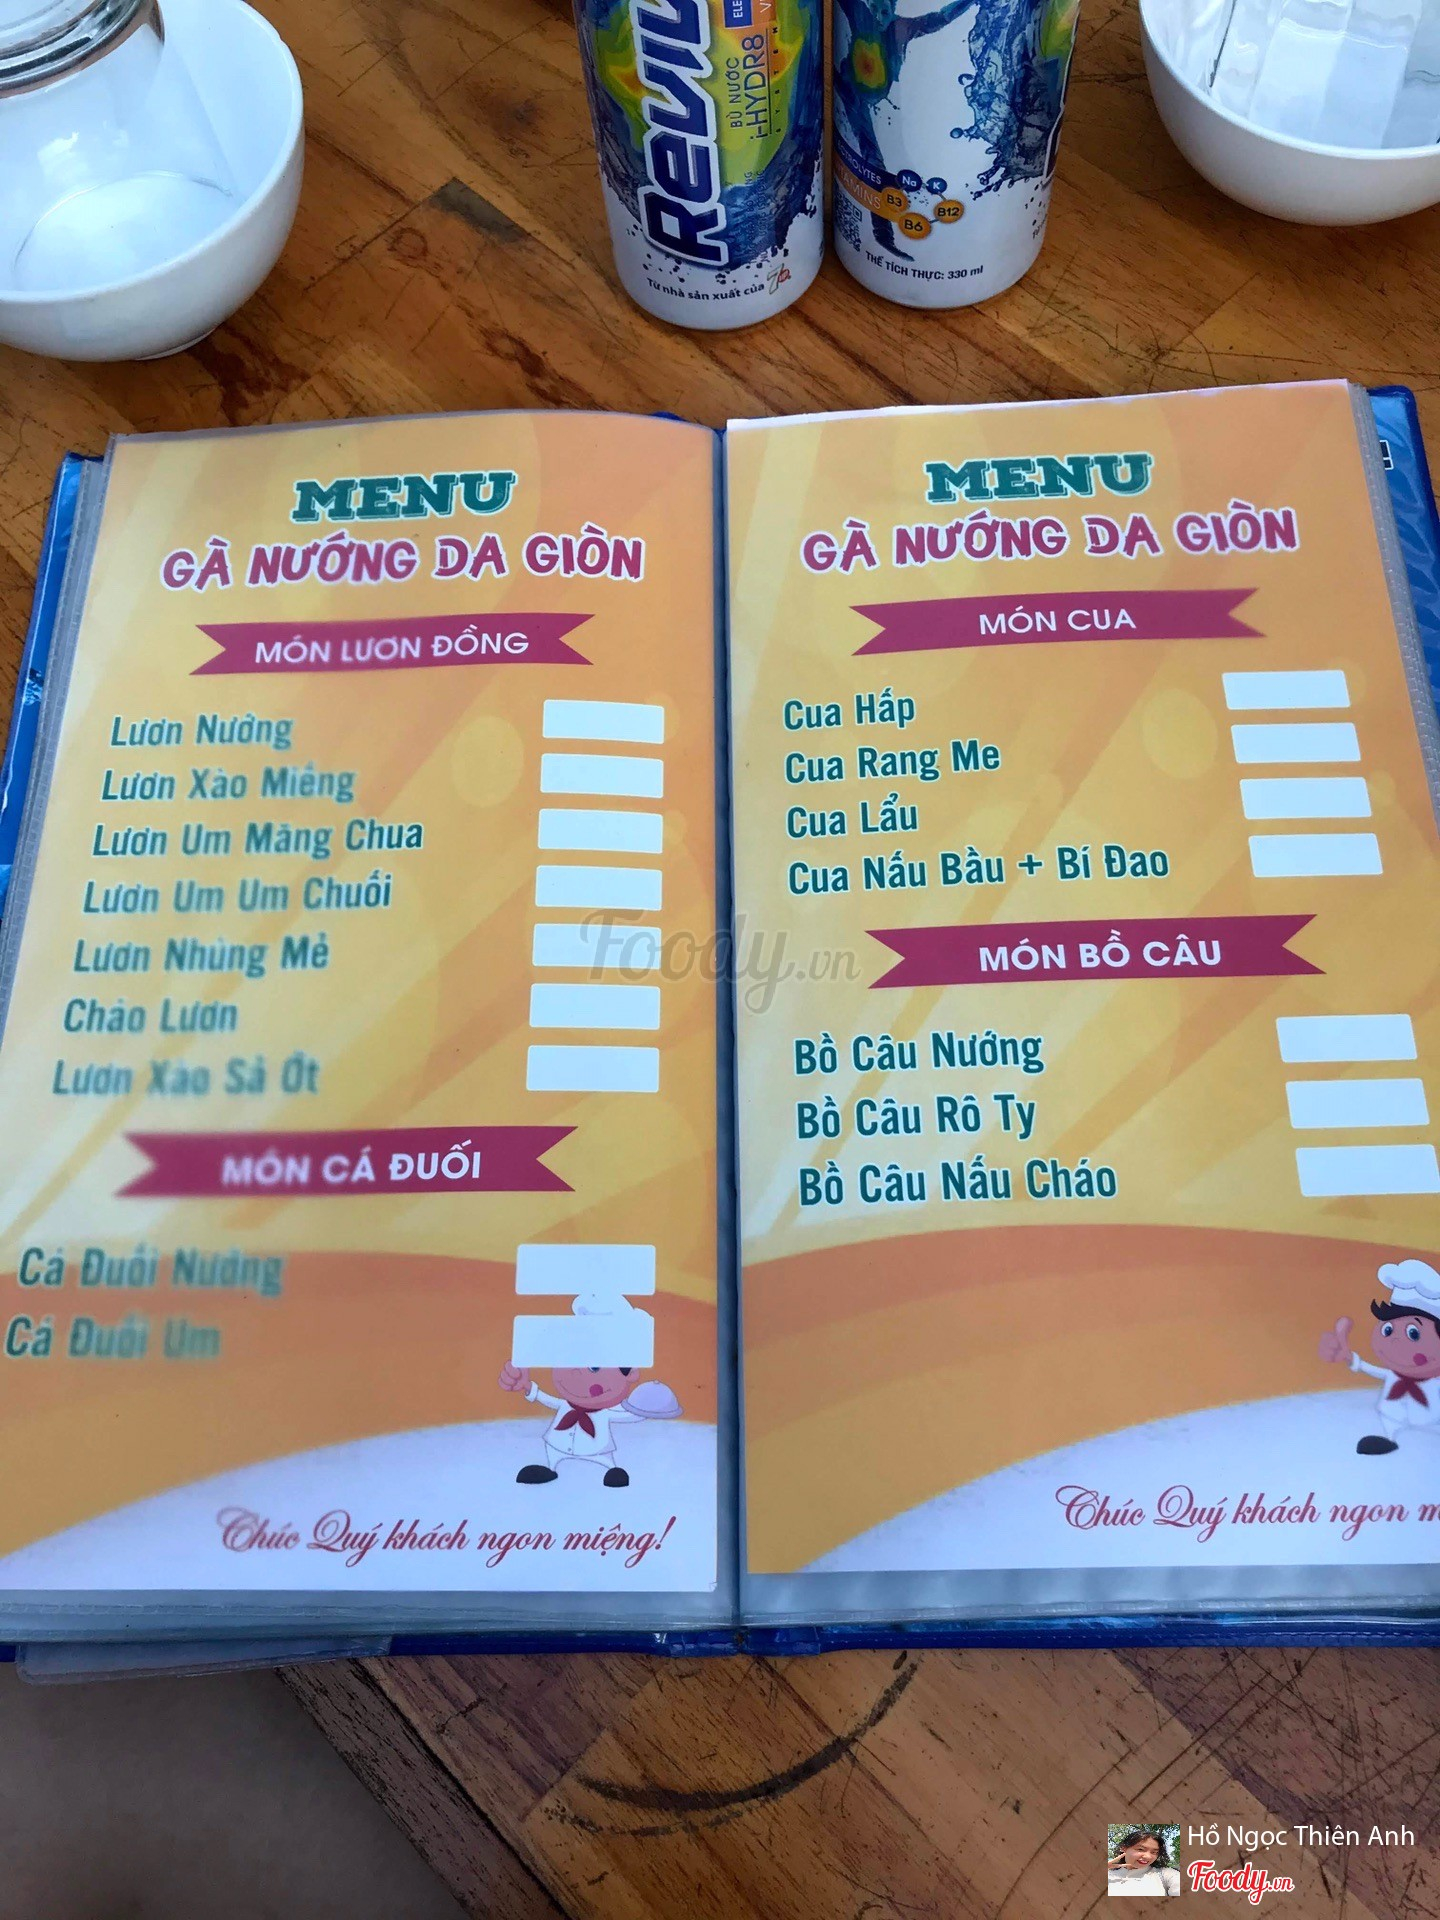 Revi
BÙ NƯỚC
i-HYDR8
Từ nhà sản xuất của 7
Na K
B3
B6
B12
THỂ TÍCH THỰC: 330 ml
MENU
GÀ NƯỚNG DA GIÒN
MÓN LƯƠN ĐỒNG
Lươn Nướng
Lươn Xào Miếng
Lươn Um Măng Chua
Lươn Um Um Chuối
Lươn Nhúng Mẻ
Cháo Lươn
Lươn Xào Sả Ớt
MÓN CÁ ĐUỐI
Cá Đuối Nướng
Cá Đuối Um
Chúc Quý khách ngon miệng!
MENU
GÀ NƯỚNG DA GIÒN
MÓN CUA
Cua Hấp
Cua Rang Me
Cua Lẩu
Cua Nấu Bầu + Bí Đao
MÓN BỒ CÂU
Bồ Câu Nướng
Bồ Câu Rô Ty
Bồ Câu Nấu Cháo
Chúc Quý khách ngon m
Foody.vn
Hồ Ngọc Thiên Anh
Foody.vn